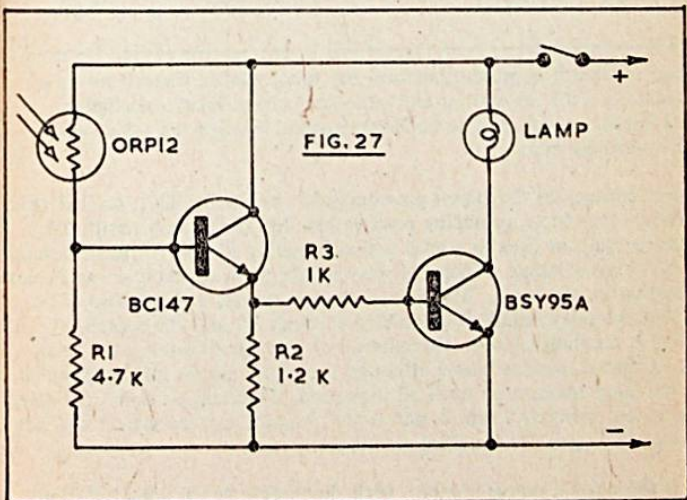 +
ORP12
FIG. 27
LAMP
R3.
1K
BC147
BSY95A
R1
4.7K
R2
1.2 K
−